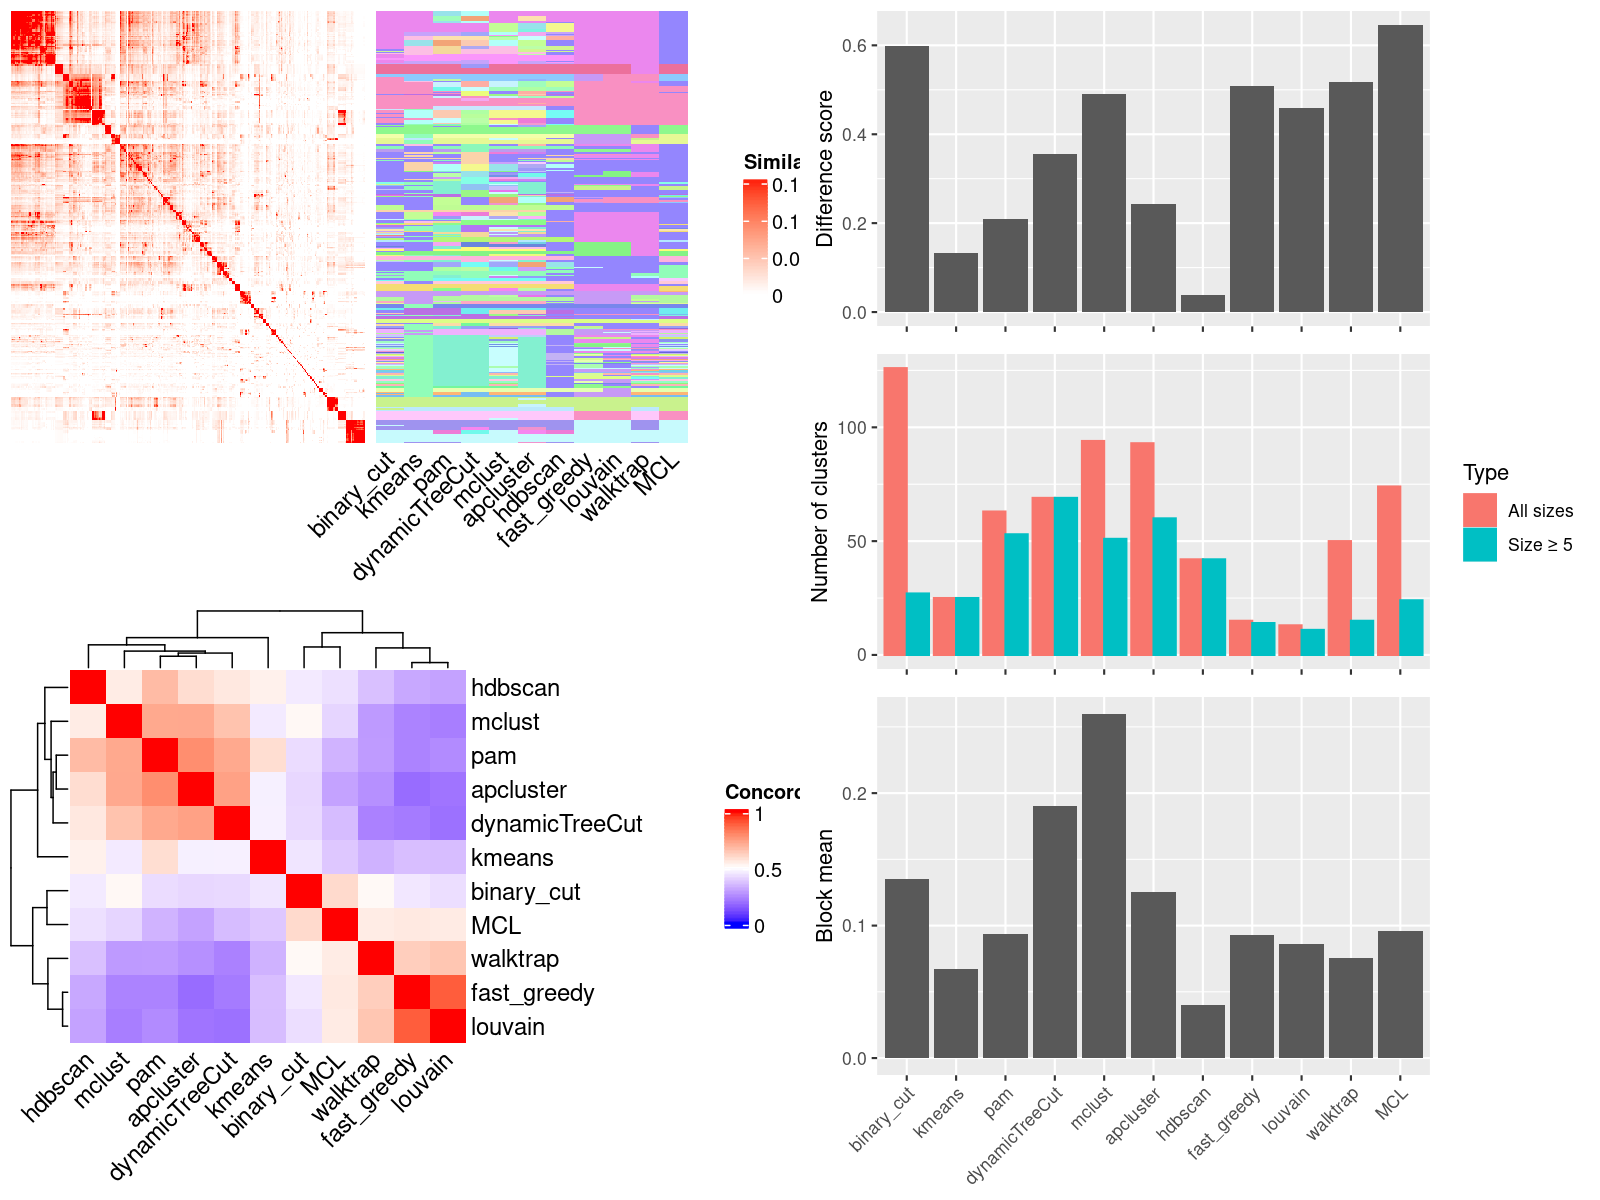 Simila
0.1
0.1
0.0
0
binary_cut
kmeans
pam
dynamicTreeCut
mclust
apcluster
hdbscan
fast_greedy
louvain
walktrap
MCL
hdbscan
mclust
pam
apcluster
dynamicTreeCut
kmeans
binary_cut
MCL
walktrap
fast_greedy
louvain
hdbscan
mclust
pam
apcluster
dynamicTreeCut
kmeans
binary_cut
MCL
walktrap
fast_greedy
louvain
Concord
1
0.5
0
Difference score
0.6
0.4
0.2
0.0
Number of clusters
100
50
0
Type
All sizes
Size ≥ 5
Block mean
0.2
0.1
0.0
binary_cut
kmeans
pam
dynamicTreeCut
mclust
apcluster
hdbscan
fast_greedy
louvain
walktrap
MCL